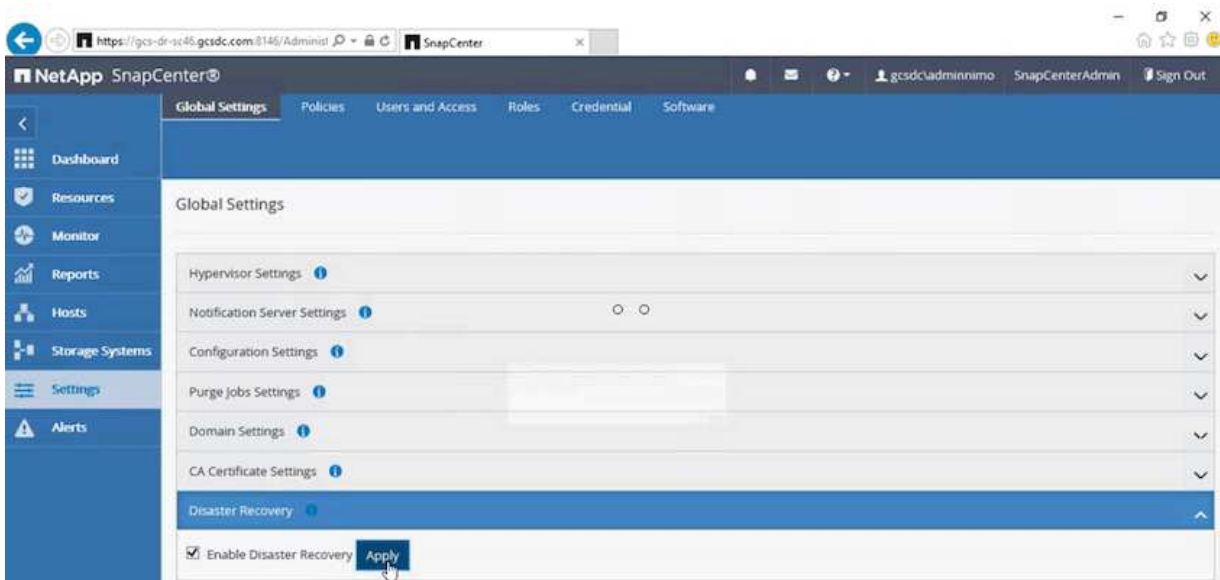 https://gcs-dr-sc46.gcsdc.com:8146/Administ
SnapCenter
NetApp SnapCenter®
gcsdc\adminnimo SnapCenterAdmin Sign Out
Global Settings Policies Users and Access Roles Credential Software
Dashboard
Resources
Global Settings
Monitor
Reports
Hypervisor Settings
Hosts
Notification Server Settings
Storage Systems
Configuration Settings
Settings
Purge Jobs Settings
Alerts
Domain Settings
CA Certificate Settings
Disaster Recovery
Enable Disaster Recovery Apply